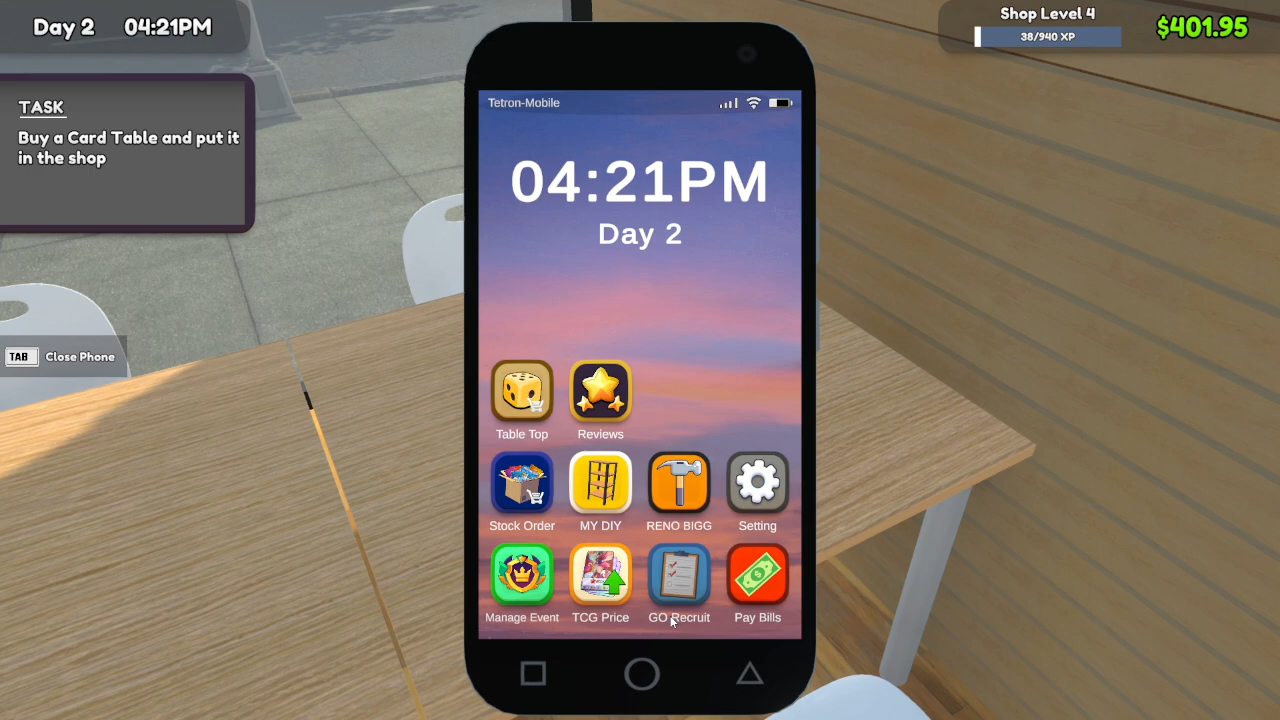 Day 2 04:21PM
Shop Level 4
38/940 XP
$401.95
TASK
Buy a Card Table and put it
in the shop
TAB Close Phone
Tetron-Mobile
04:21PM
Day 2
Table Top
Reviews
Stock Order
MY DIY
RENO BIGG
Setting
Manage Event
TCG Price
GO Recruit
Pay Bills